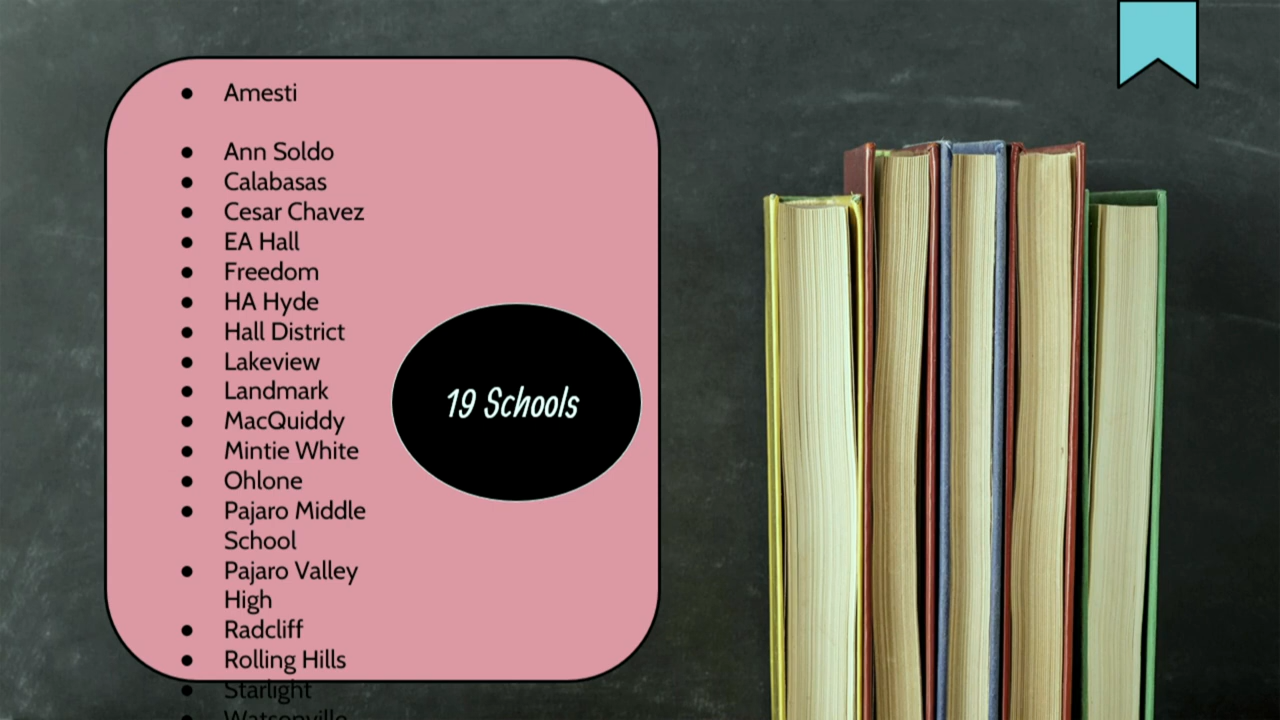 ● Amesti
● Ann Soldo
● Calabasas
● Cesar Chavez
● EA Hall
● Freedom
● HA Hyde
● Hall District
● Lakeview
● Landmark
● MacQuiddy
● Mintie White
● Ohlone
● Pajaro Middle
School
● Pajaro Valley
High
● Radcliff
● Rolling Hills
● Starlight
● Watsonville
19 Schools